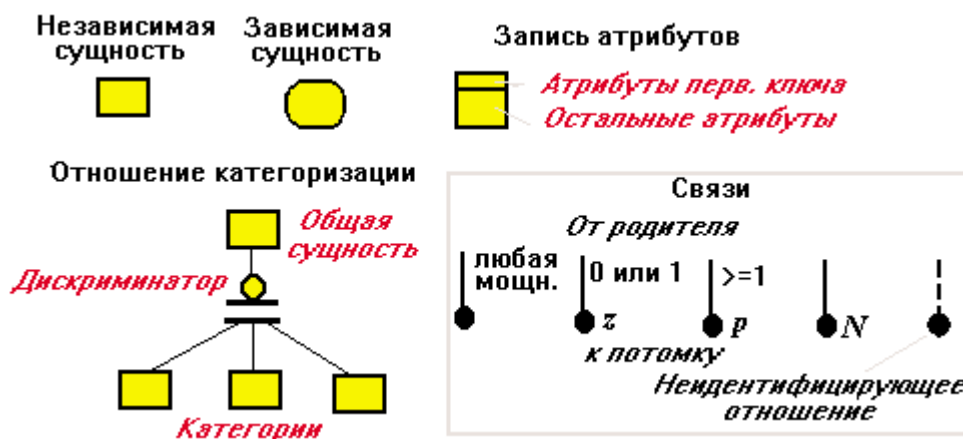 Независимая
сущность
Зависимая
сущность
Запись атрибутов
Атрибуты перв. ключа
Остальные атрибуты
Отношение категоризации
Общая
сущность
Дискриминатор
Категории
Связи
От родителя
любая
мощн.
0 или 1
>=1
z
p
N
к потомку
Неидентифицирующее
отношение